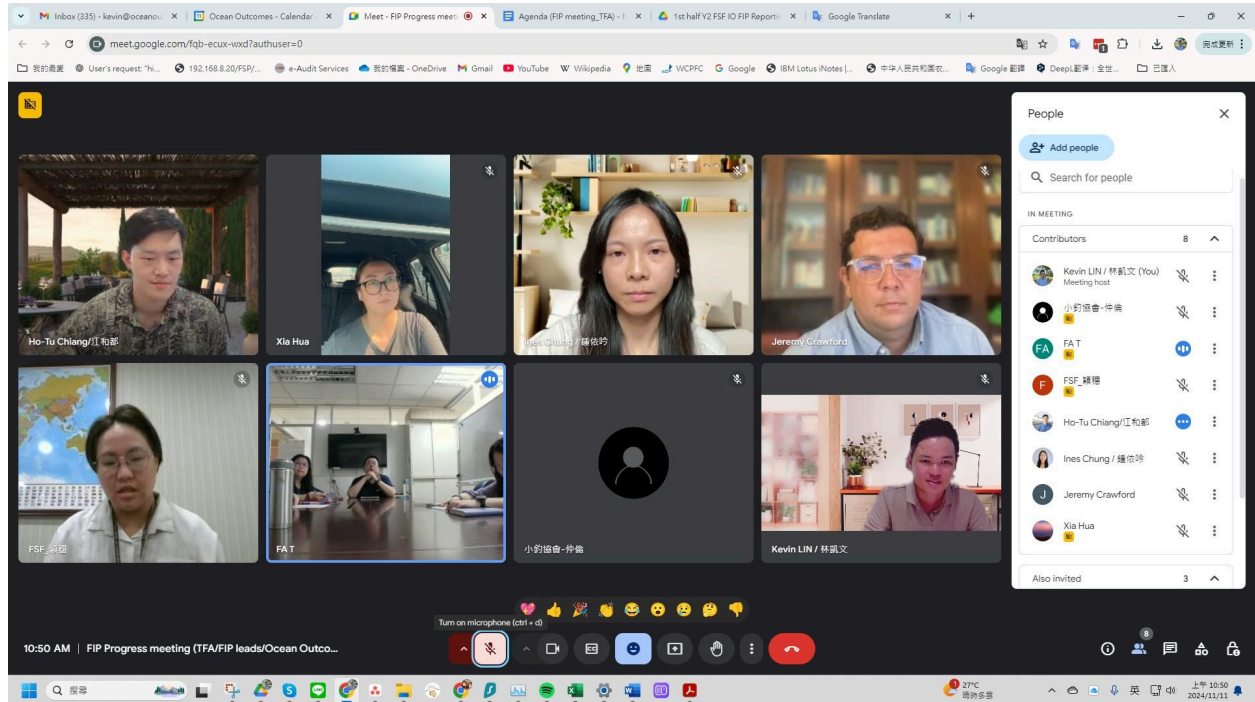 Inbox (335) - kevin@oceanou
Ocean Outcomes - Calendar -
Meet - FIP Progress meeti
Agenda (FIP meeting_TFA) -
1st half Y2 FSF IO FIP Reportin
Google Translate
meet.google.com/fqb-ecux-wxd?authuser=0
完成更新
我的最愛
User's request: "hi...
192.168.8.20/FSP/...
e-Audit Services
我的檔案 - OneDrive
Gmail
YouTube
Wikipedia
地圖
WCPFC
Google
IBM Lotus iNotes |...
中华人民共和国农...
Google 翻譯
DeepL翻譯：全世...
已匯入
Ho-Tu Chiang/江和都
Xia Hua
Ines Chung / 鍾依吟
Jeremy Crawford
FSF_穎穗
FA T
小釣協會-仲倫
Kevin LIN / 林凱文
People
Add people
Search for people
IN MEETING
Contributors 8
Kevin LIN / 林凱文 (You)
Meeting host
小釣協會-仲倫
FA
FA T
F
FSF_穎穗
Ho-Tu Chiang/江和都
Ines Chung / 鍾依吟
J
Jeremy Crawford
Xia Hua
Also invited 3
Turn on microphone (ctrl + d)
10:50 AM | FIP Progress meeting (TFA/FIP leads/Ocean Outco...
8
搜尋
27°C
晴時多雲
英
上午 10:50
2024/11/11